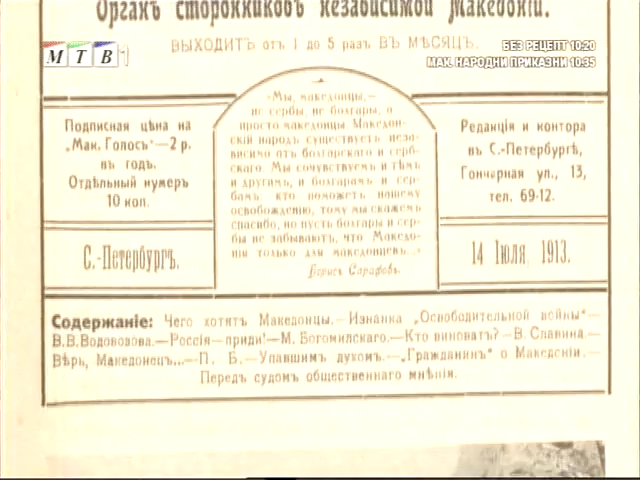 Органъ сторонниковъ независимой Македоніи.
ВЫХОДИТЪ отъ 1 до 5 разъ ВЪ МѢСЯЦЪ.
М Т В 1
БЕЗ РЕЦЕПТ 10:20
МАК. НАРОДНИ ПРИКАЗНИ 10:35
Подписная цѣна на
„Мак. Голосъ“—2 р.
въ годъ.
Отдѣльный нумеръ
10 коп.
С.-Петербургъ.
„Мы, македонцы,—
не сербы, не болгары, а
просто македонцы. Македон-
скій народъ существуетъ неза-
висимо отъ болгарскаго и серб-
скаго. Мы сочувствуемъ и тѣмъ
и другимъ, и болгарамъ и сер-
бамъ, кто поможетъ нашему
освобожденію, тому мы скажемъ
спасибо, но пусть болгары и сер-
бы не забываютъ, что Македо-
нія только для македонцевъ...“
Борисъ Сарафовъ.
Редакція и контора
въ С.-Петербургѣ,
Гончарная ул., 13,
тел. 69-12.
14 Іюля, 1913.
Содержаніе: Чего хотятъ Македонцы.—Изнанка „Освободительной войны“—
В.В.Водовозова.—Россія—приди!—М. Богомилскаго.—Кто виноватъ?—В. Славина.—
Вѣрь, Македонецъ...—П. Б.—Упавшимъ духомъ.—„Гражданинъ“ о Македоніи.—
Передъ судомъ общественнаго мнѣнія.